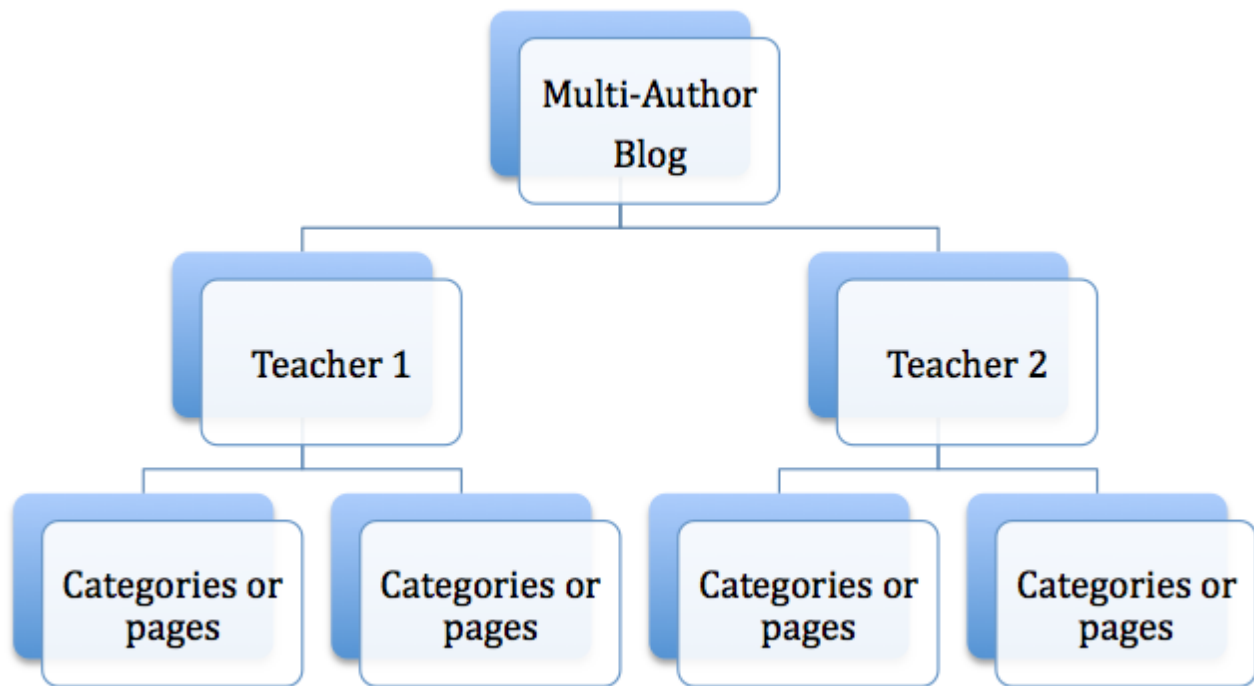 Multi-Author
Blog
Teacher 1
Teacher 2
Categories or
pages
Categories or
pages
Categories or
pages
Categories or
pages